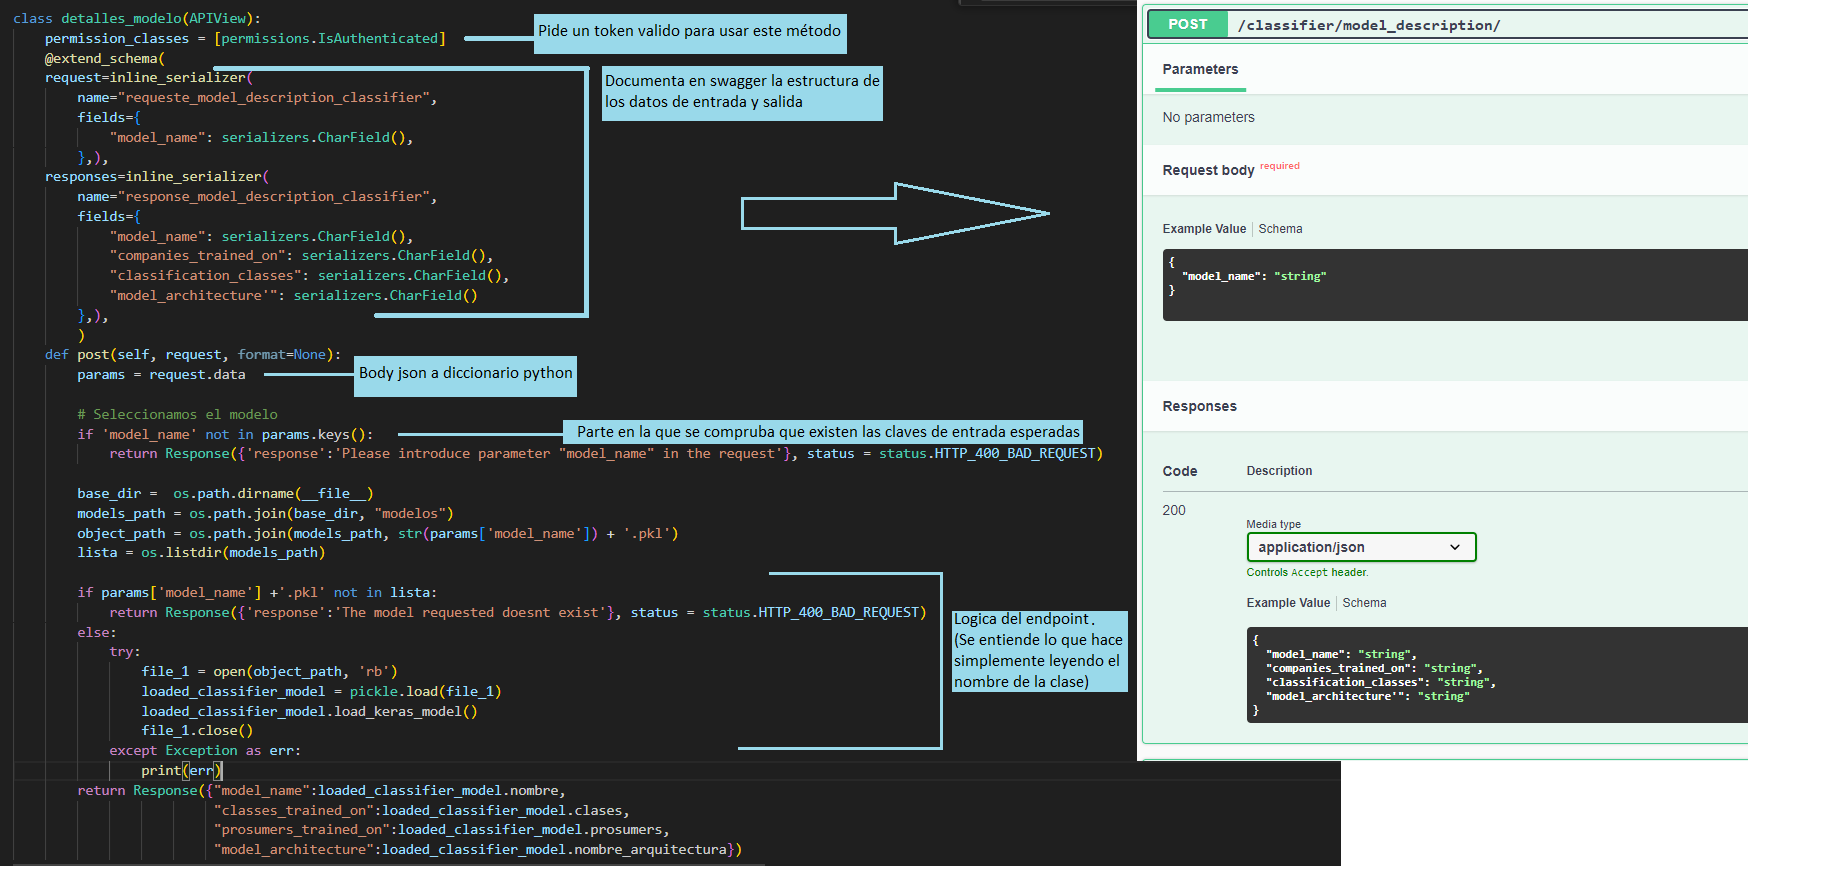 class detalles_modelo(APIView):
permission_classes = [permissions.IsAuthenticated]
Pide un token valido para usar este método
@extend_schema(
request=inline_serializer(
name="requeste_model_description_classifier",
fields={
"model_name": serializers.CharField(),
},),
Documenta en swagger la estructura de
los datos de entrada y salida
responses=inline_serializer(
name="response_model_description_classifier",
fields={
"model_name": serializers.CharField(),
"companies_trained_on": serializers.CharField(),
"classification_classes": serializers.CharField(),
"model_architecture'": serializers.CharField()
},),
)
def post(self, request, format=None):
params = request.data
Body json a diccionario python
# Seleccionamos el modelo
if 'model_name' not in params.keys():
Parte en la que se compruba que existen las claves de entrada esperadas
return Response({'response':'Please introduce parameter "model_name" in the request'}, status = status.HTTP_400_BAD_REQUEST)
base_dir =  os.path.dirname(__file__)
models_path = os.path.join(base_dir, "modelos")
object_path = os.path.join(models_path, str(params['model_name']) + '.pkl')
lista = os.listdir(models_path)
if params['model_name'] +'.pkl' not in lista:
return Response({'response':'The model requested doesnt exist'}, status = status.HTTP_400_BAD_REQUEST)
else:
try:
file_1 = open(object_path, 'rb')
loaded_classifier_model = pickle.load(file_1)
loaded_classifier_model.load_keras_model()
file_1.close()
except Exception as err:
print(err)
Logica del endpoint.
(Se entiende lo que hace
simplemente leyendo el
nombre de la clase)
return Response({"model_name":loaded_classifier_model.nombre,
"classes_trained_on":loaded_classifier_model.clases,
"prosumers_trained_on":loaded_classifier_model.prosumers,
"model_architecture":loaded_classifier_model.nombre_arquitectura})
POST /classifier/model_description/
Parameters
No parameters
Request body required
Example Value Schema
{
"model_name": "string"
}
Responses
Code Description
200
Media type
application/json
Controls Accept header.
Example Value Schema
{
"model_name": "string",
"companies_trained_on": "string",
"classification_classes": "string",
"model_architecture'": "string"
}